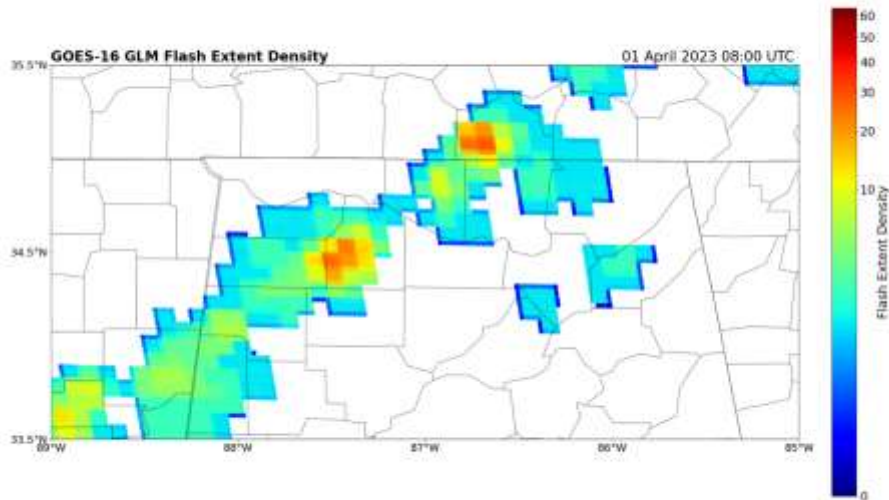 GOES-16 GLM Flash Extent Density
01 April 2023 08:00 UTC
35.5°N
34.5°N
33.5°N
89°W
88°W
87°W
86°W
85°W
60
50
40
30
20
10
0
Flash Extent Density